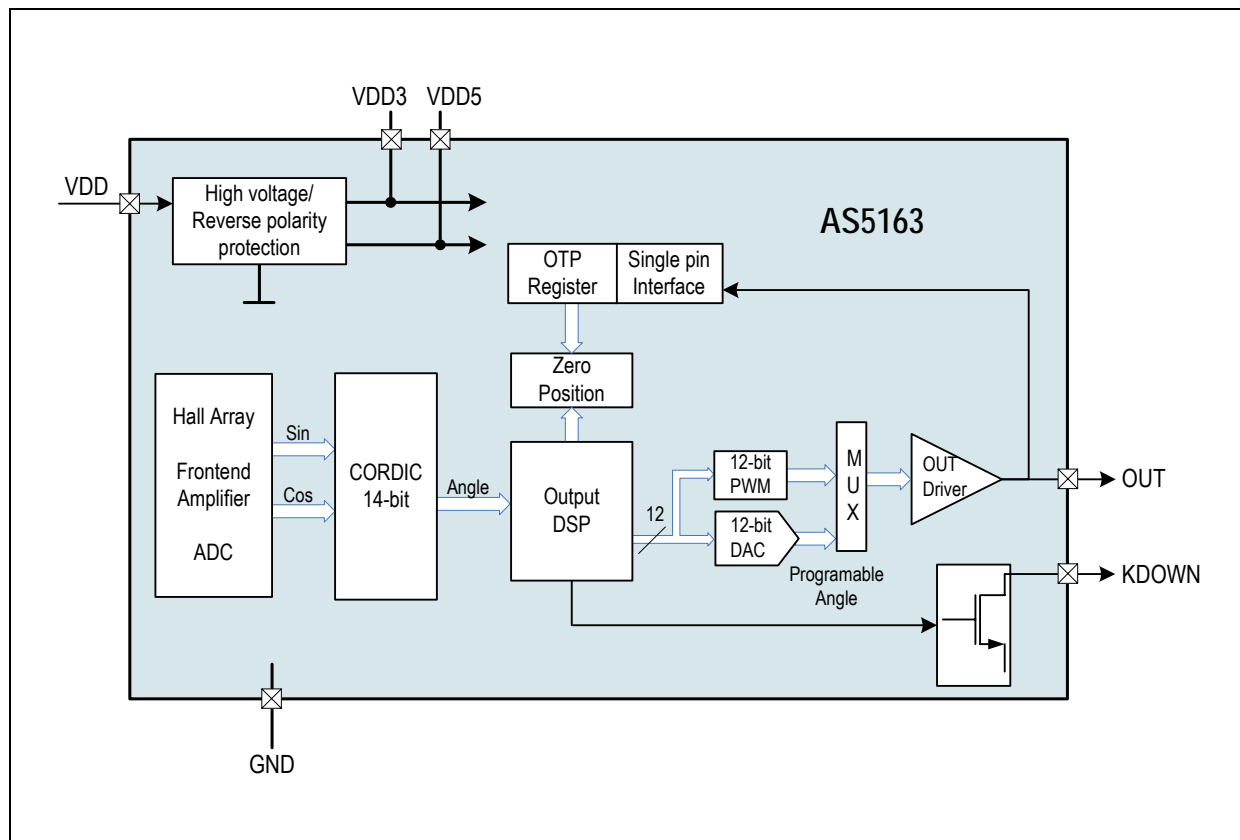 VDD3
VDD5
VDD
High voltage/
Reverse polarity
protection
AS5163
OTP
Register
Single pin
Interface
Zero
Position
Hall Array
Frontend
Amplifier
ADC
Sin
Cos
CORDIC
14-bit
Angle
Output
DSP
12
12-bit
PWM
12-bit
DAC
Programable
Angle
M
U
X
OUT
Driver
OUT
KDOWN
GND